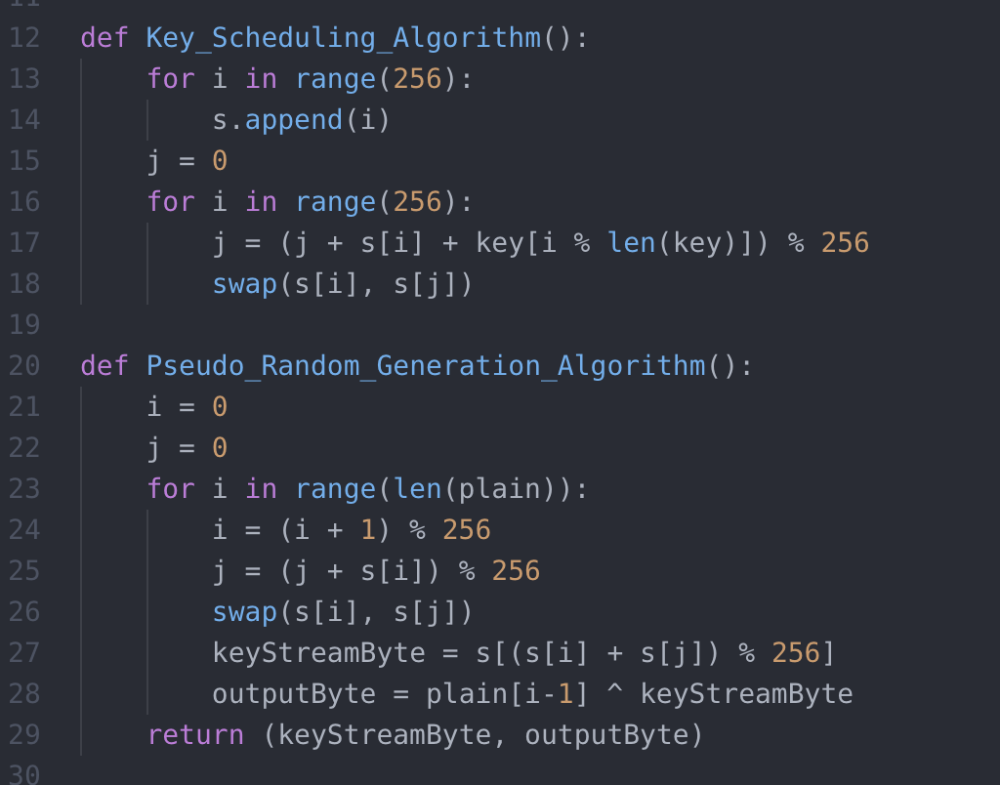 11
12 def Key_Scheduling_Algorithm():
13     for i in range(256):
14         s.append(i)
15     j = 0
16     for i in range(256):
17         j = (j + s[i] + key[i % len(key)]) % 256
18         swap(s[i], s[j])
19
20 def Pseudo_Random_Generation_Algorithm():
21     i = 0
22     j = 0
23     for i in range(len(plain)):
24         i = (i + 1) % 256
25         j = (j + s[i]) % 256
26         swap(s[i], s[j])
27         keyStreamByte = s[(s[i] + s[j]) % 256]
28         outputByte = plain[i-1] ^ keyStreamByte
29     return (keyStreamByte, outputByte)
30